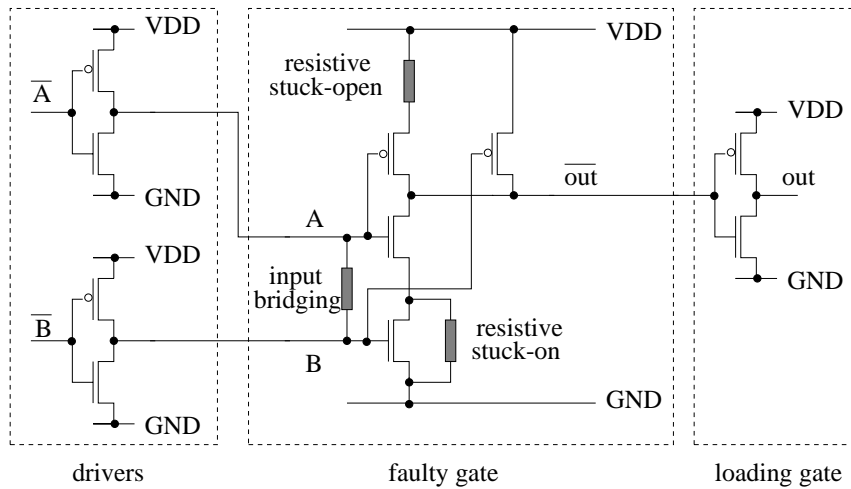 VDD
A̅
GND
VDD
B̅
GND
drivers
VDD
resistive
stuck-open
o̅u̅t̅
A
input
bridging
resistive
stuck-on
B
GND
faulty gate
VDD
out
GND
loading gate